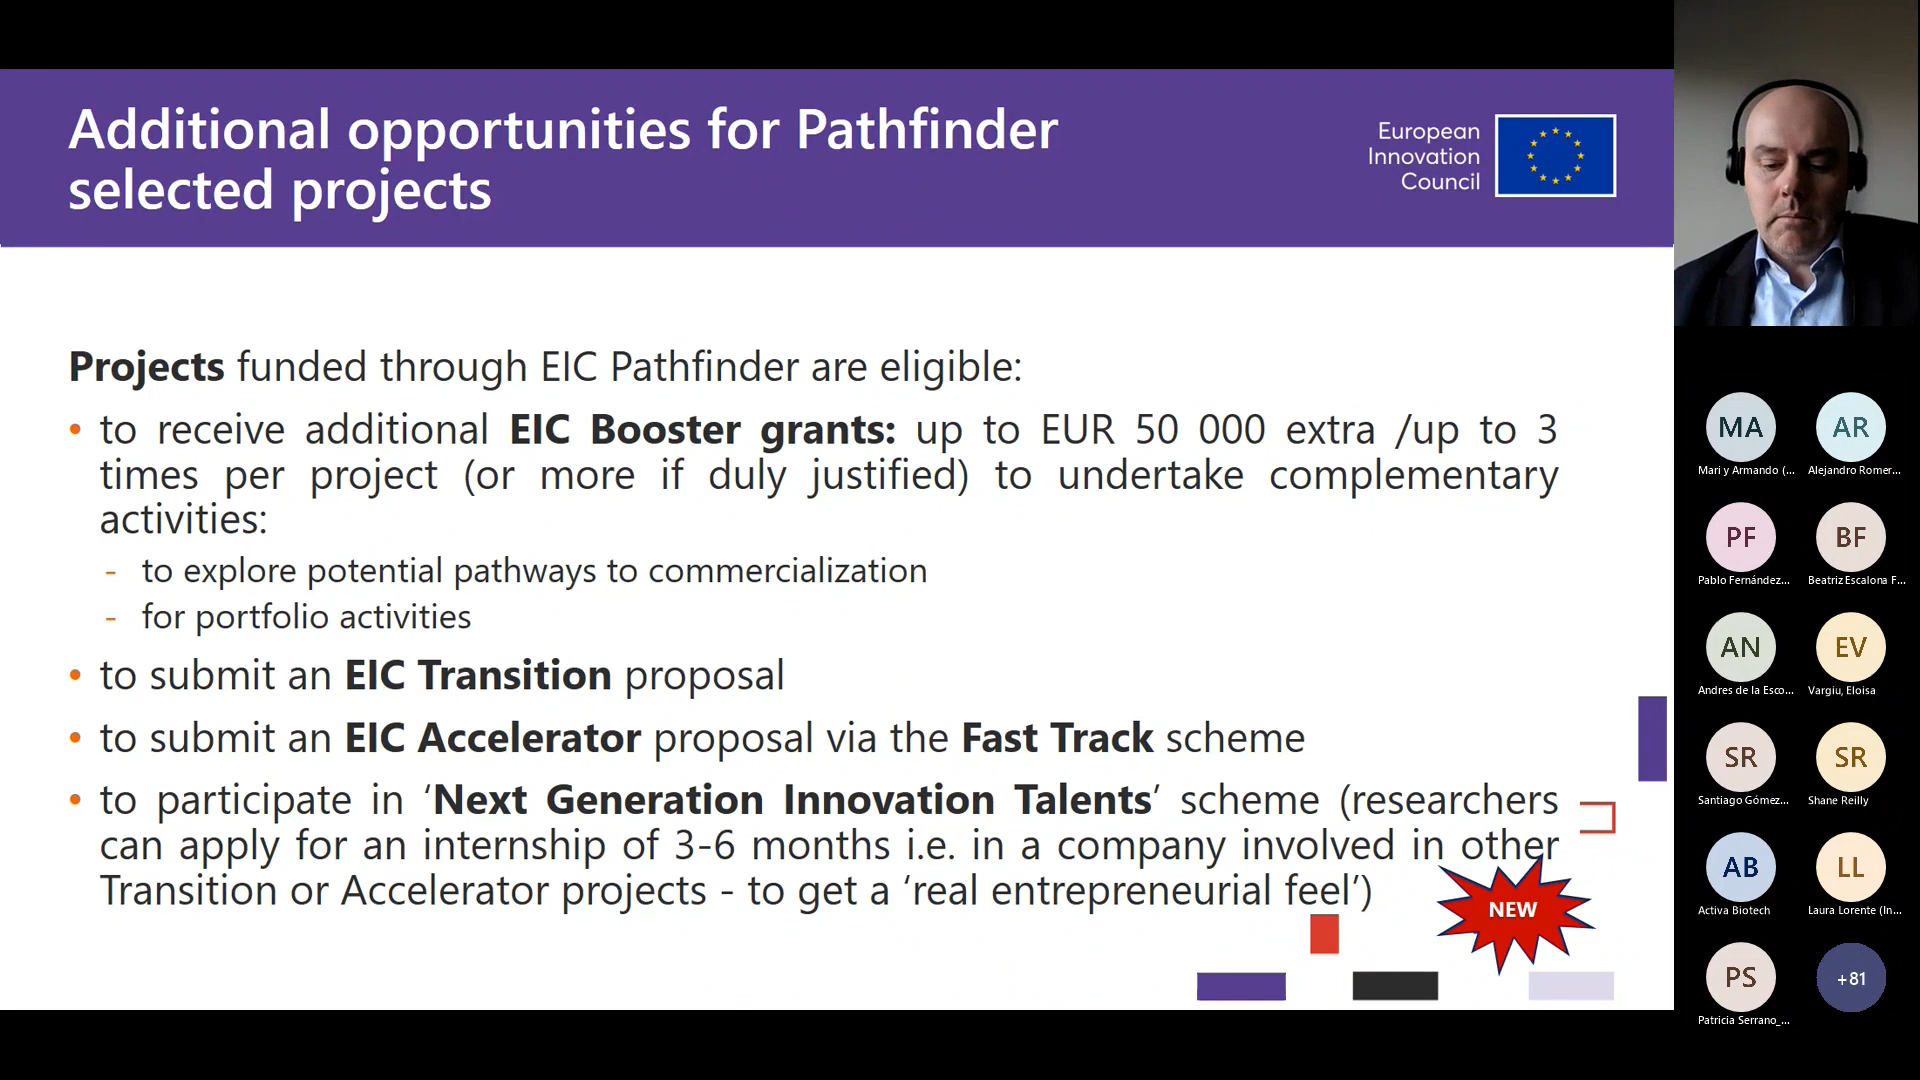 Additional opportunities for Pathfinder
selected projects
European
Innovation
Council
Projects funded through EIC Pathfinder are eligible:
• to receive additional EIC Booster grants: up to EUR 50 000 extra /up to 3
times per project (or more if duly justified) to undertake complementary
activities:
- to explore potential pathways to commercialization
- for portfolio activities
• to submit an EIC Transition proposal
• to submit an EIC Accelerator proposal via the Fast Track scheme
• to participate in ‘Next Generation Innovation Talents’ scheme (researchers
can apply for an internship of 3-6 months i.e. in a company involved in other
Transition or Accelerator projects - to get a ‘real entrepreneurial feel’)
NEW
MA
AR
Mari y Armando (...
Alejandro Romer...
PF
BF
Pablo Fernández...
Beatriz Escalona F...
AN
EV
Andres de la Esco...
Vargiu, Eloisa
SR
SR
Santiago Gómez...
Shane Reilly
AB
LL
Activa Biotech
Laura Lorente (In...
PS
+81
Patricia Serrano_...